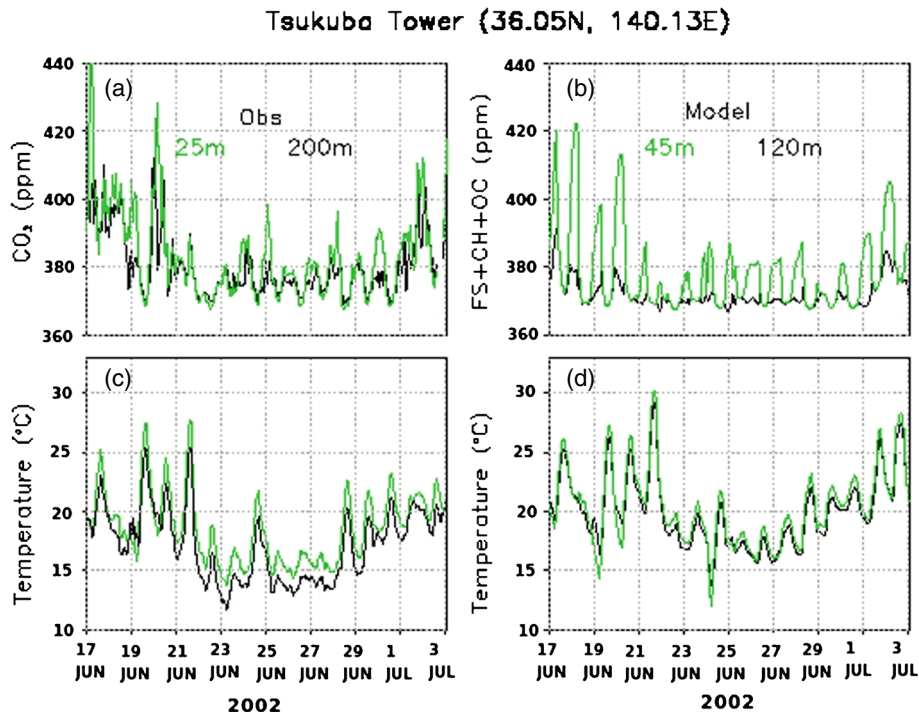 Tsukuba Tower (36.05N, 140.13E)
(a)
Obs
25m 200m
CO₂ (ppm)
440
420
400
380
360
(b)
Model
45m 120m
FS+CH+OC (ppm)
440
420
400
380
360
(c)
Temperature (°C)
30
25
20
15
10
17 19 21 23 25 27 29 1 3
JUN JUN JUN JUN JUN JUN JUN JUL JUL
2002
(d)
Temperature (°C)
30
25
20
15
10
17 19 21 23 25 27 29 1 3
JUN JUN JUN JUN JUN JUN JUN JUL JUL
2002